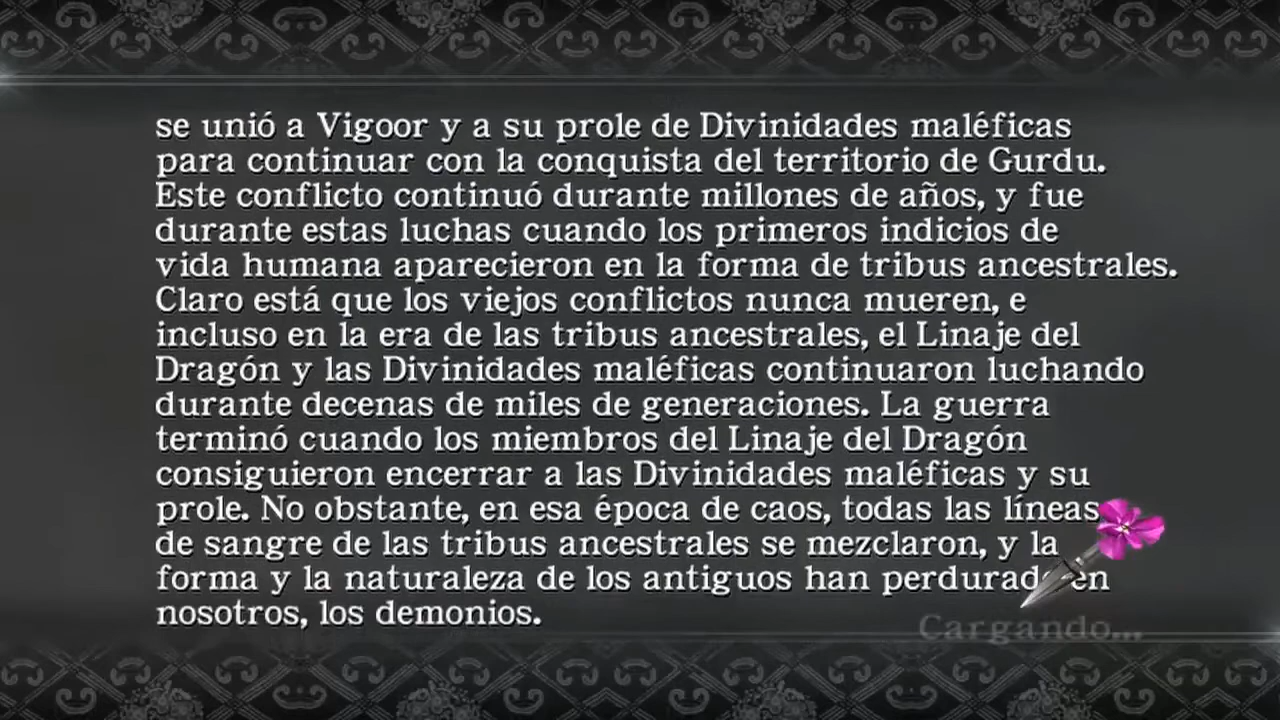 se unió a Vigoor y a su prole de Divinidades maléficas
para continuar con la conquista del territorio de Gurdu.
Este conflicto continuó durante millones de años, y fue
durante estas luchas cuando los primeros indicios de
vida humana aparecieron en la forma de tribus ancestrales.
Claro está que los viejos conflictos nunca mueren, e
incluso en la era de las tribus ancestrales, el Linaje del
Dragón y las Divinidades maléficas continuaron luchando
durante decenas de miles de generaciones. La guerra
terminó cuando los miembros del Linaje del Dragón
consiguieron encerrar a las Divinidades maléficas y su
prole. No obstante, en esa época de caos, todas las líneas
de sangre de las tribus ancestrales se mezclaron, y la
forma y la naturaleza de los antiguos han perdurado en
nosotros, los demonios.
Cargando...